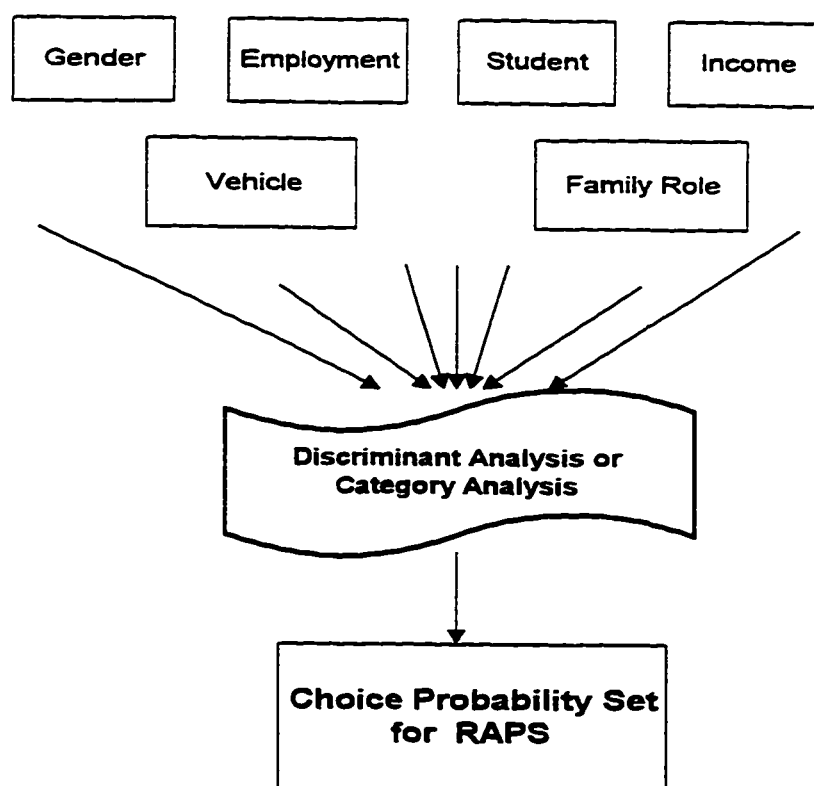 Gender
Employment
Student
Income
Vehicle
Family Role
Discriminant Analysis or
Category Analysis
Choice Probability Set
for RAPS